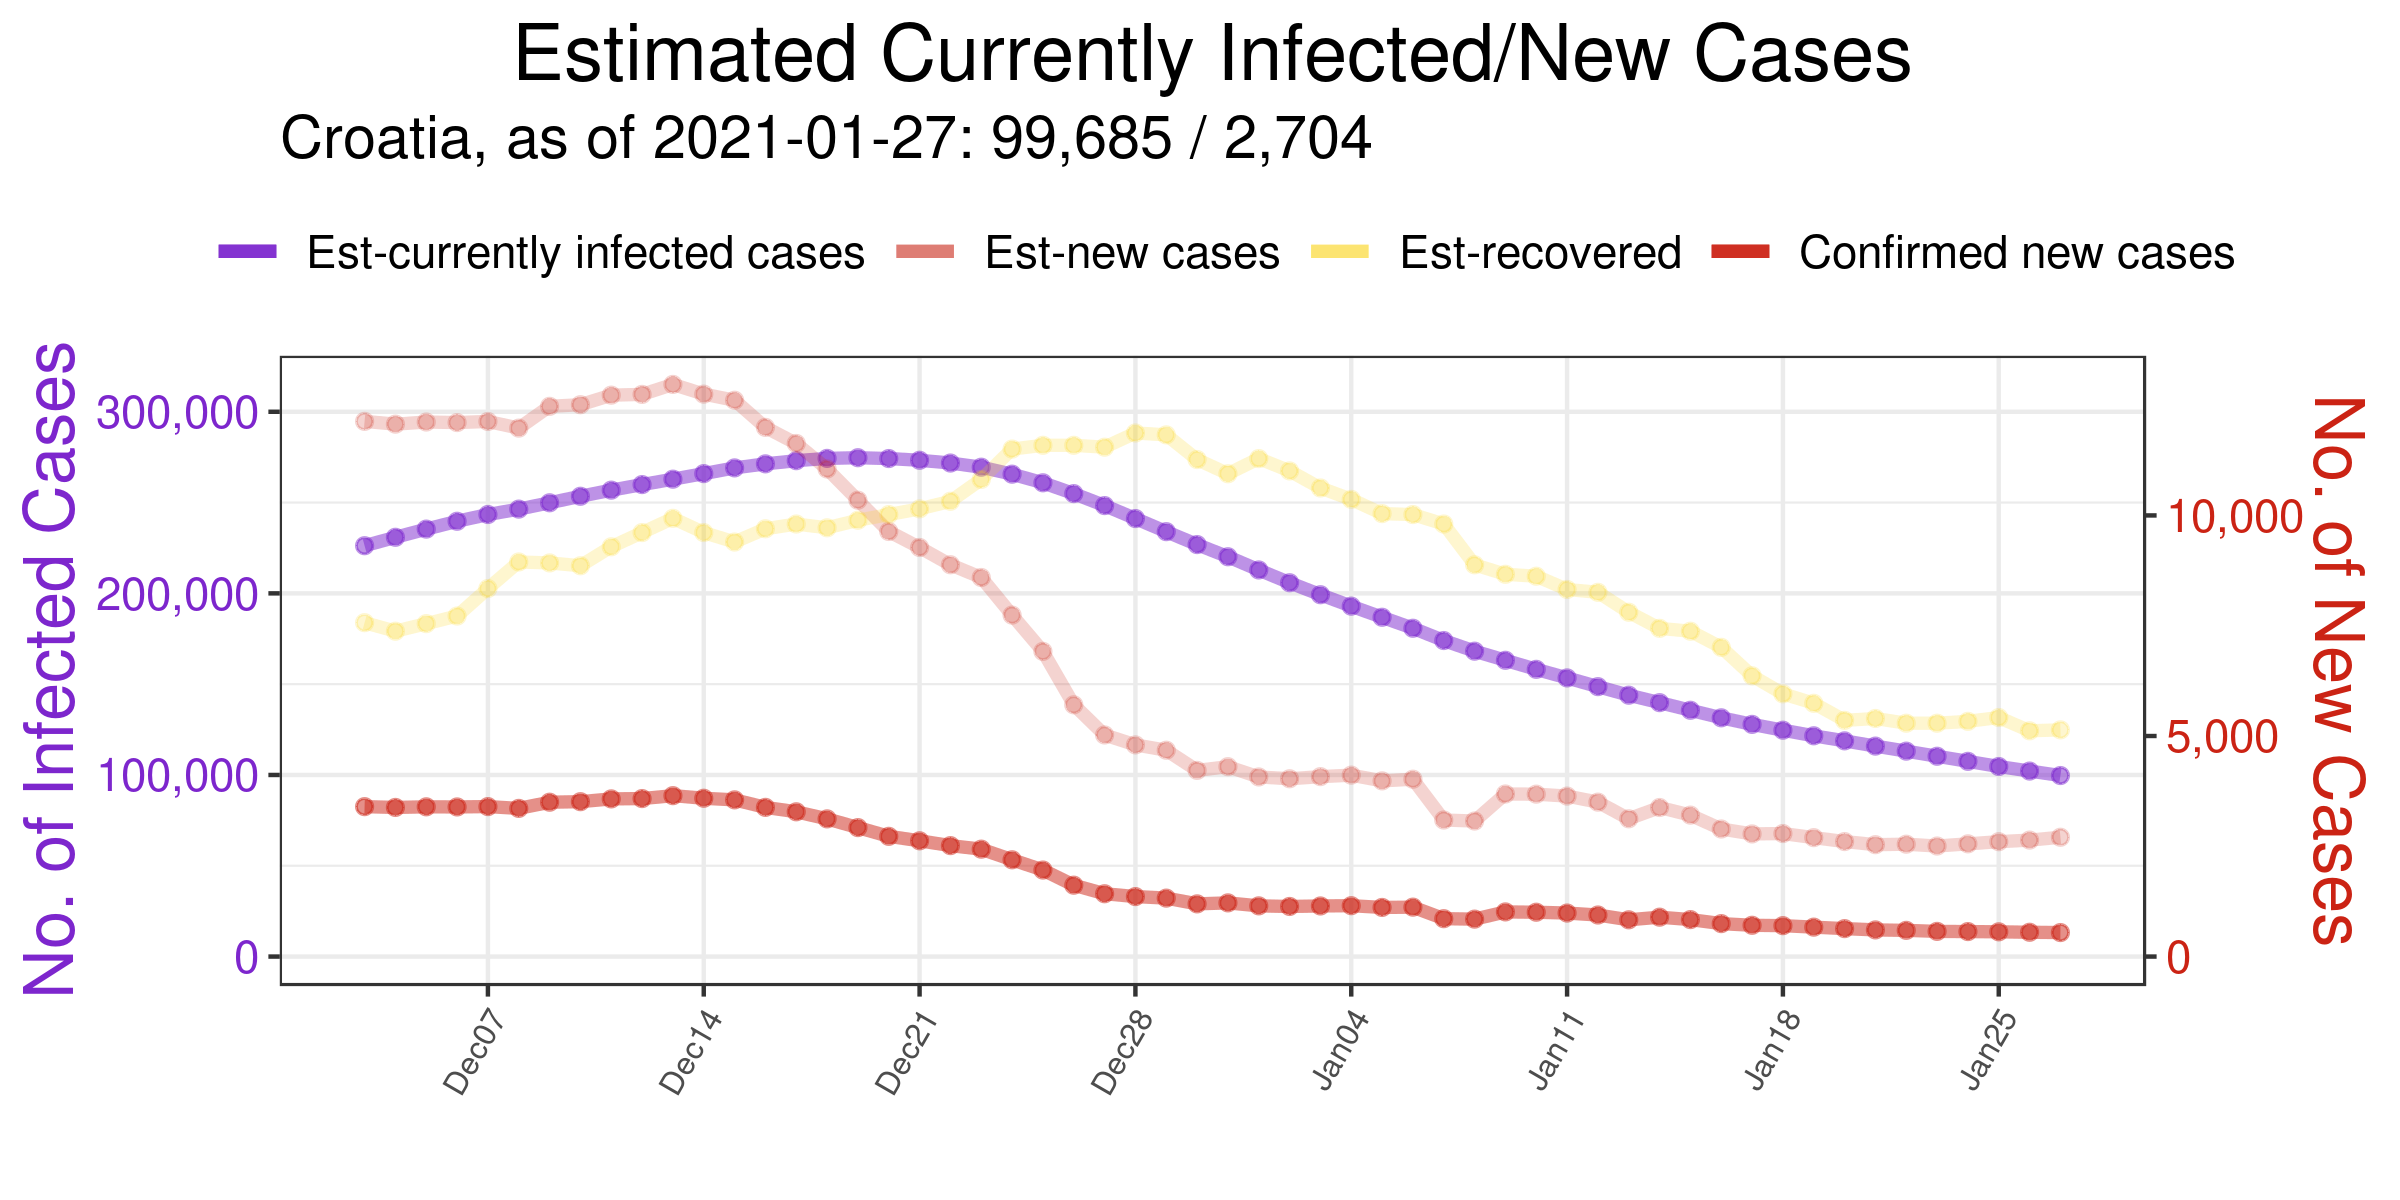 Estimated Currently Infected/New Cases
Croatia, as of 2021-01-27: 99,685 / 2,704
Est-currently infected cases Est-new cases Est-recovered Confirmed new cases
No. of Infected Cases
300,000
200,000
100,000
0
10,000
5,000
0
No. of New Cases
Dec07 Dec14 Dec21 Dec28 Jan04 Jan11 Jan18 Jan25